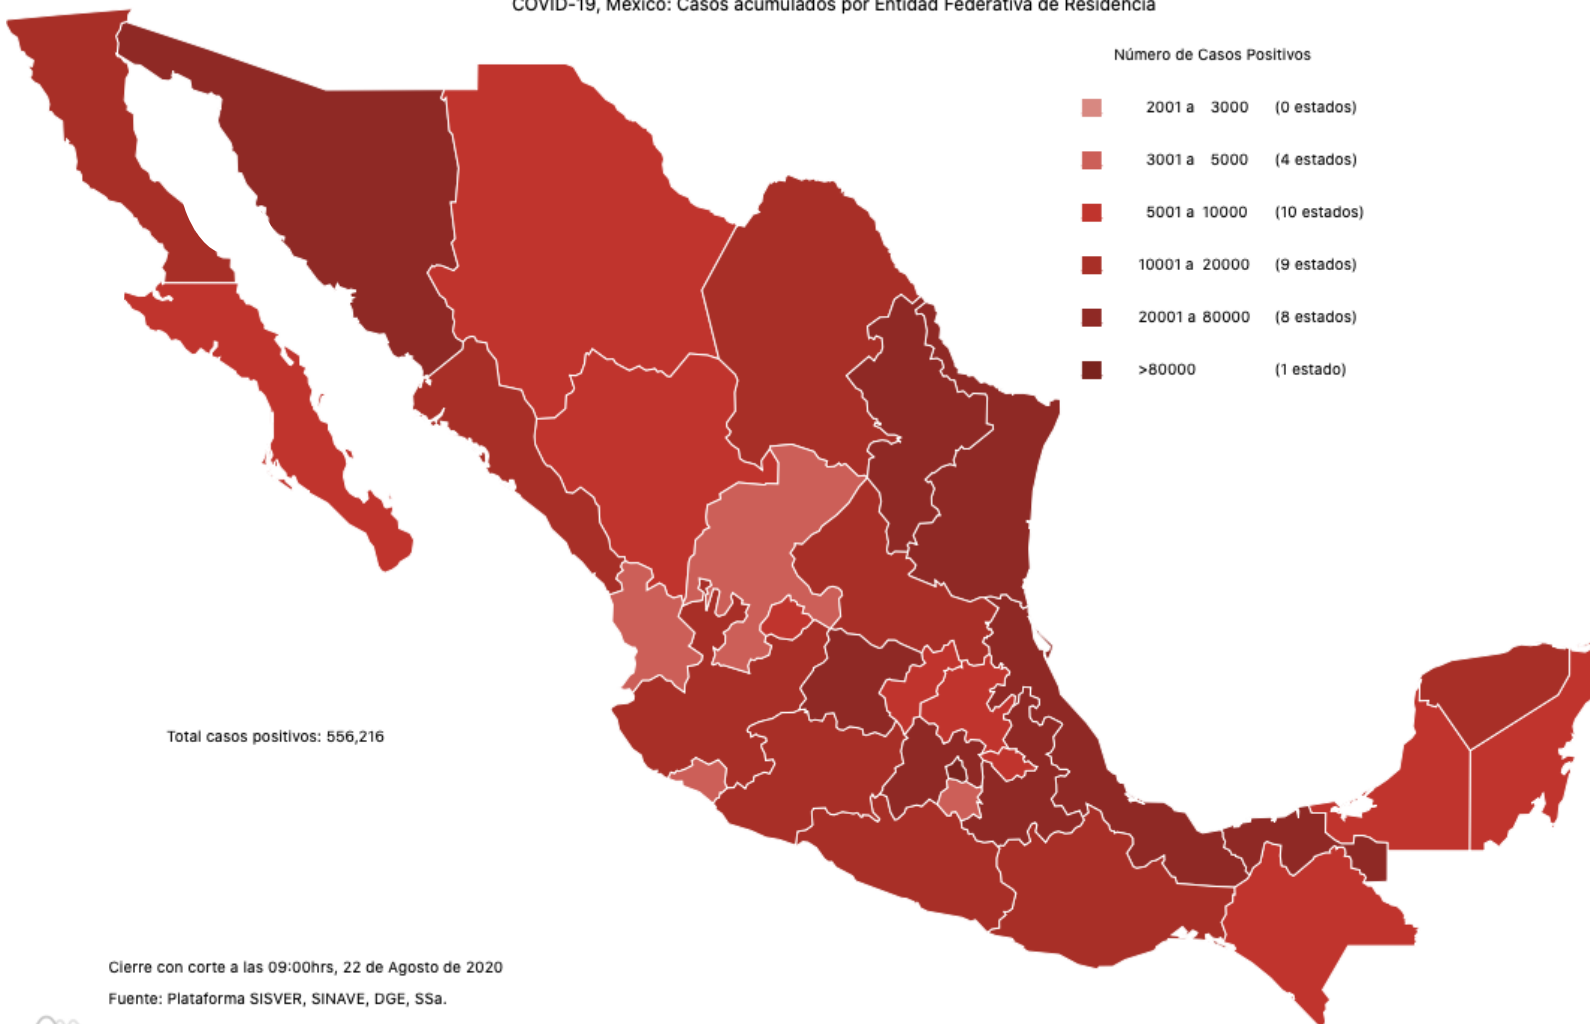 COVID-19, México: Casos acumulados por Entidad Federativa de Residencia
Número de Casos Positivos
2001 a 3000 (0 estados)
3001 a 5000 (4 estados)
5001 a 10000 (10 estados)
10001 a 20000 (9 estados)
20001 a 80000 (8 estados)
>80000 (1 estado)
Total casos positivos: 556,216
Cierre con corte a las 09:00hrs, 22 de Agosto de 2020
Fuente: Plataforma SISVER, SINAVE, DGE, SSa.